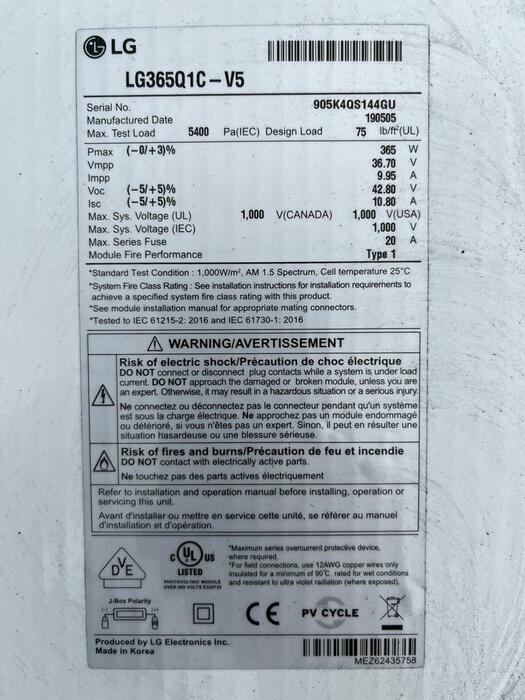 LG
LG365Q1C-V5
Serial No. 905K4QS144GU
Manufactured Date 190505
Max. Test Load 5400 Pa(IEC) Design Load 75 lb/ft²(UL)
Pmax (-0/+3)% 365 W
Vmpp 36.70 V
Impp 9.95 A
Voc (-5/+5)% 42.80 V
Isc (-5/+5)% 10.80 A
Max. Sys. Voltage (UL) 1,000 V(CANADA) 1,000 V(USA)
Max. Sys. Voltage (IEC) 1,000 V
Max. Series Fuse 20 A
Module Fire Performance Type 1
*Standard Test Condition : 1,000W/m², AM 1.5 Spectrum, Cell temperature 25°C
*System Fire Class Rating : See installation instructions for installation requirements to
achieve a specified system fire class rating with this product.
*See module installation manual for appropriate mating connectors.
*Tested to IEC 61215-2: 2016 and IEC 61730-1: 2016
WARNING/AVERTISSEMENT
Risk of electric shock/Précaution de choc électrique
DO NOT connect or disconnect plug contacts while a system is under load
current. DO NOT approach the damaged or broken module, unless you are
an expert. Otherwise, it may result in a hazardous situation or a serious injury.
Ne connectez ou déconnectez pas le connecteur pendant qu'un système
est sous la charge électrique. Ne approchez pas un module endommagé
ou détérioré, si vous n'êtes pas un expert. Sinon, il peut en résulter une
situation hasardeuse ou une blessure sérieuse.
Risk of fires and burns/Précaution de feu et incendie
DO NOT contact with electrically active parts.
Ne touchez pas des parts actives électriquement
Refer to installation and operation manual before installing, operation or
servicing this unit.
Avant d'installer ou mettre en service cette unité, se référer au manuel
d'installation et d'opération.
DVE
c UL US
LISTED
PHOTOVOLTAIC MODULE
OVER 600 VOLTS E329720
*Maximum series overcurrent protective device,
where required.
*For field connections, use 12AWG copper wires only
insulated for a minimum of 90°C, rated for wet conditions
and resistant to ultra violet radiation (where exposed).
J-Box Polarity
(-) (+)
CE
PV CYCLE
Produced by LG Electronics Inc.
Made in Korea
MEZ62435758